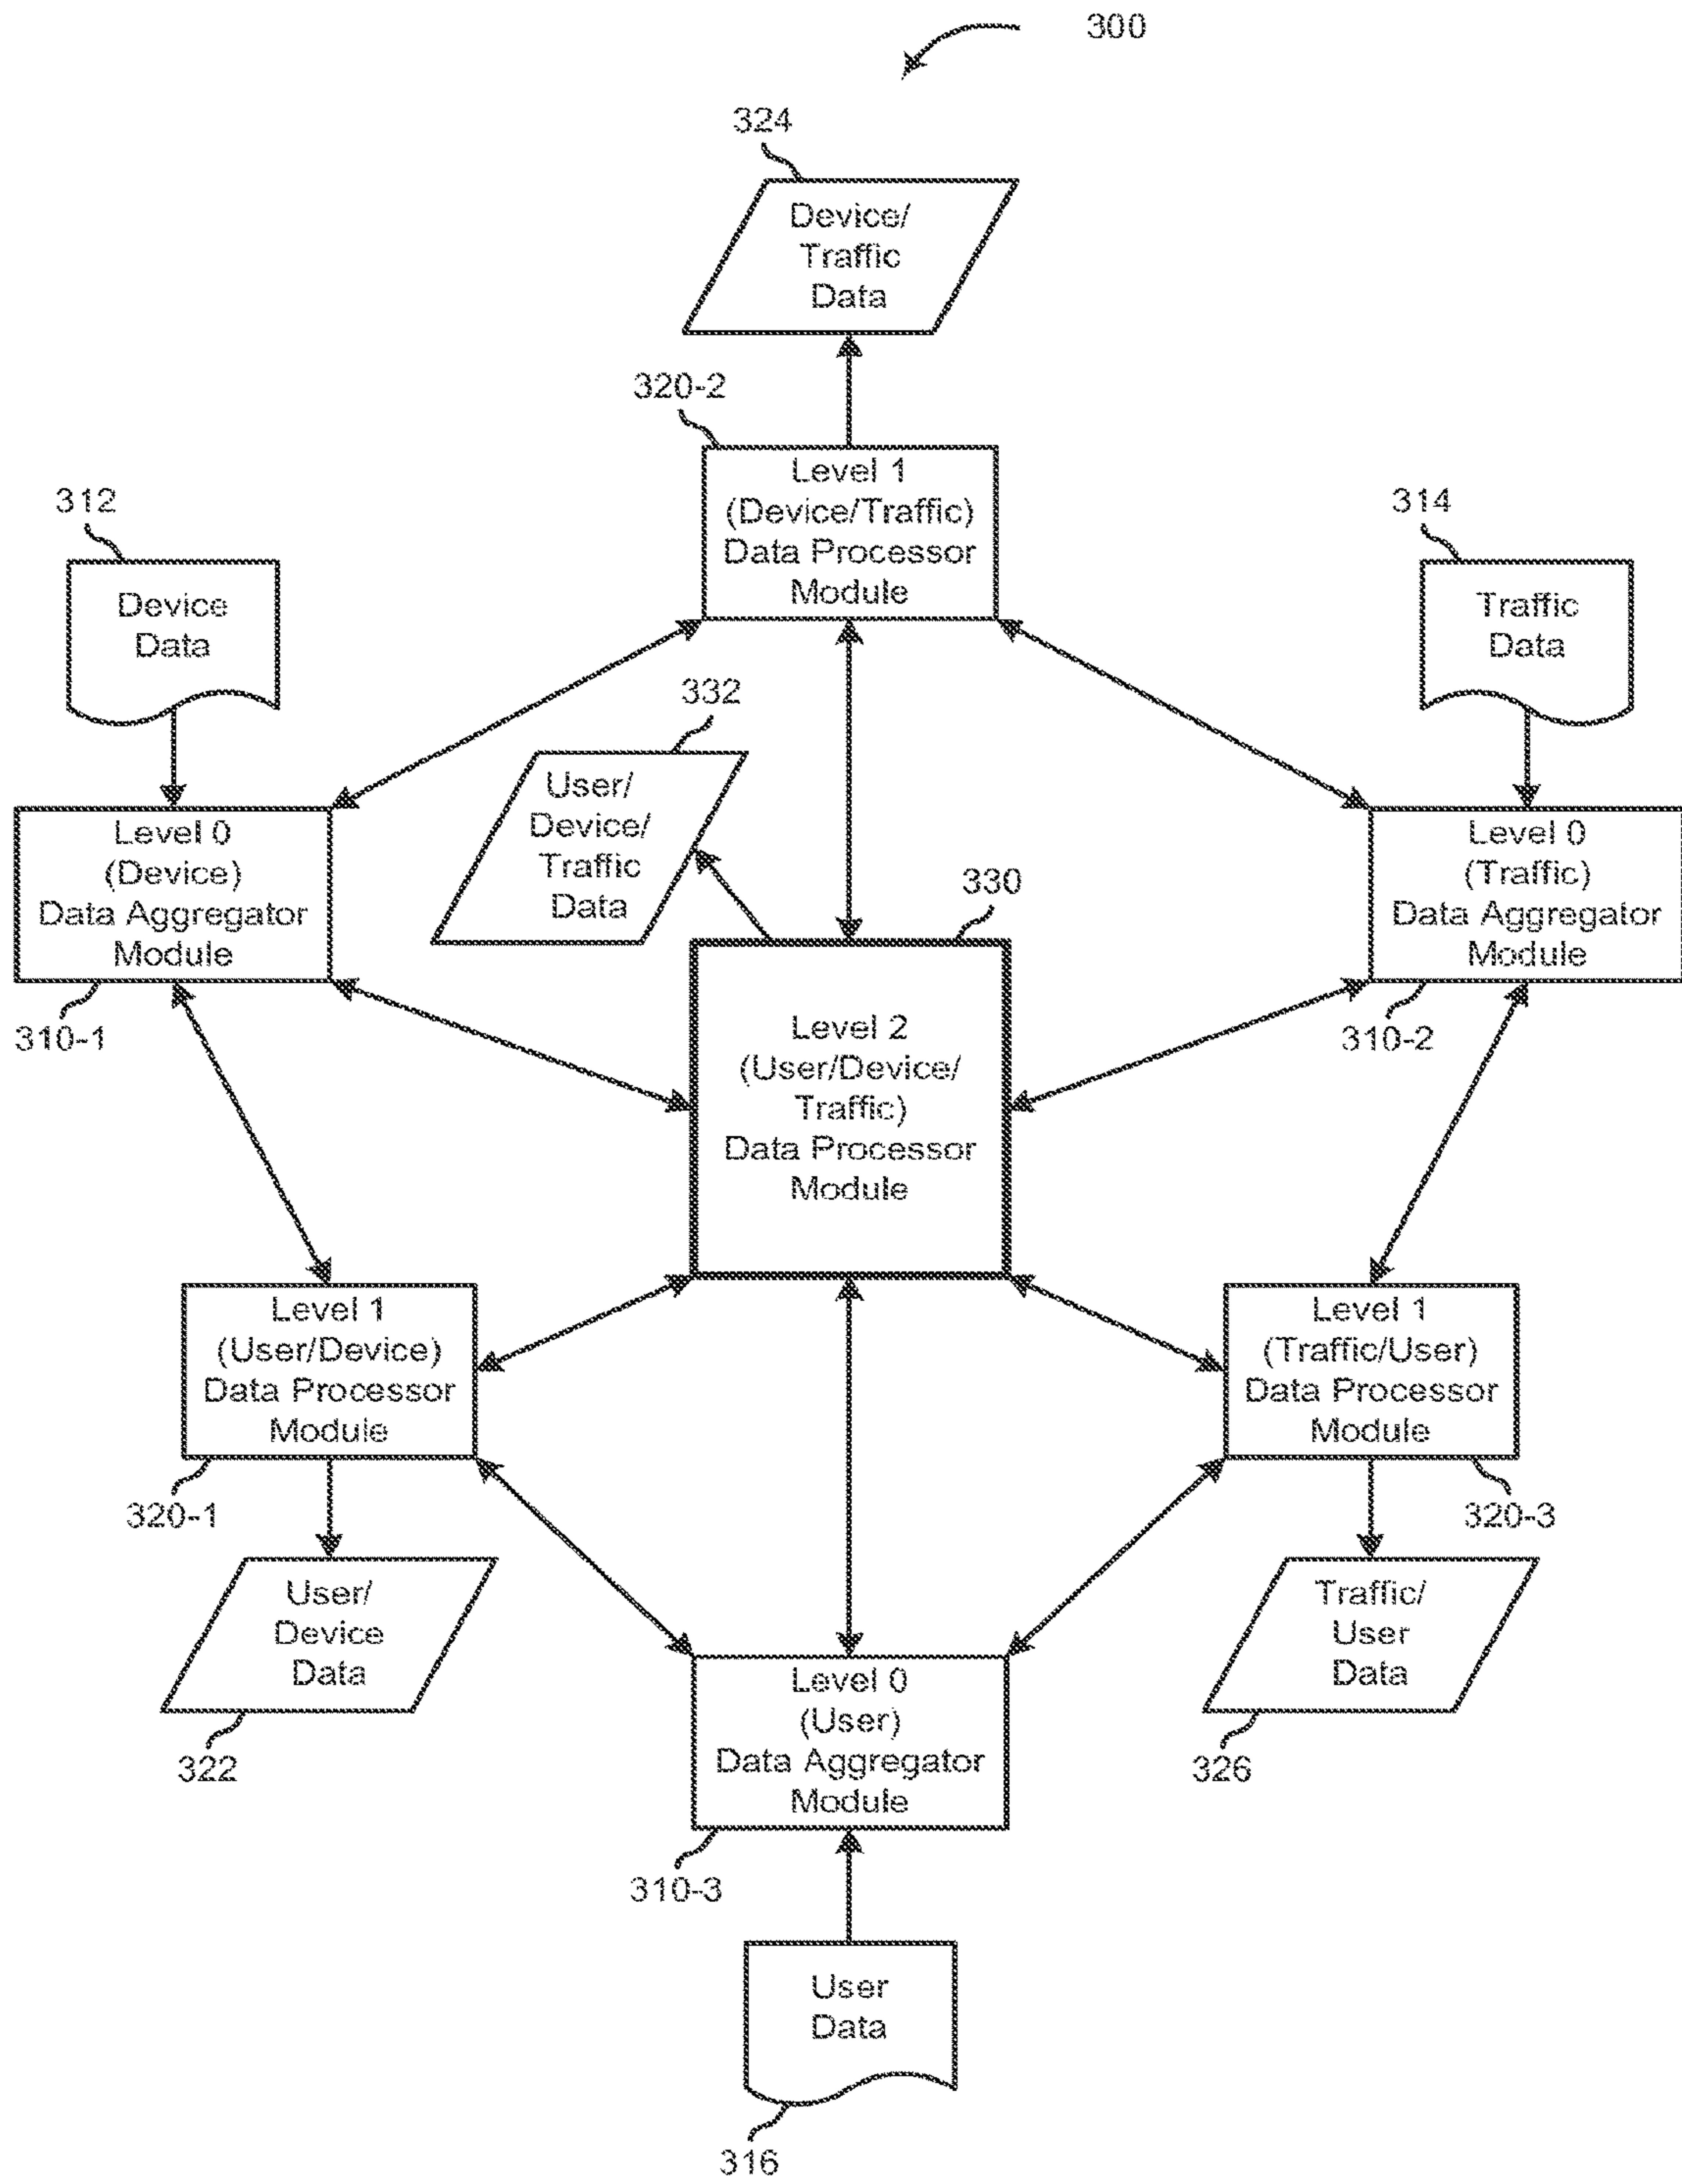 300
324
Device/
Traffic
Data
320-2
Level 1
(Device/Traffic)
Data Processor
Module
312
Device
Data
314
Traffic
Data
332
User/
Device/
Traffic
Data
Level 0
(Device)
Data Aggregator
Module
310-1
330
Level 0
(Traffic)
Data Aggregator
Module
310-2
Level 2
(User/Device/
Traffic)
Data Processor
Module
Level 1
(User/Device)
Data Processor
Module
320-1
Level 1
(Traffic/User)
Data Processor
Module
320-3
User/
Device
Data
322
Traffic/
User
Data
326
Level 0
(User)
Data Aggregator
Module
310-3
User
Data
316